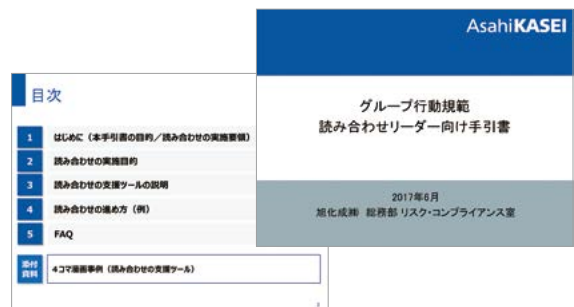 AsahiKASEI
グループ行動規範
読み合わせリーダー向け手引書
2017年6月
旭化成㈱ 総務部 リスク・コンプライアンス室
目次
1 はじめに（本手引書の目的／読み合わせの実施要領）
2 読み合わせの実施目的
3 読み合わせの支援ツールの説明
4 読み合わせの進め方（例）
5 FAQ
添付
資料
4コマ漫画事例（読み合わせの支援ツール）